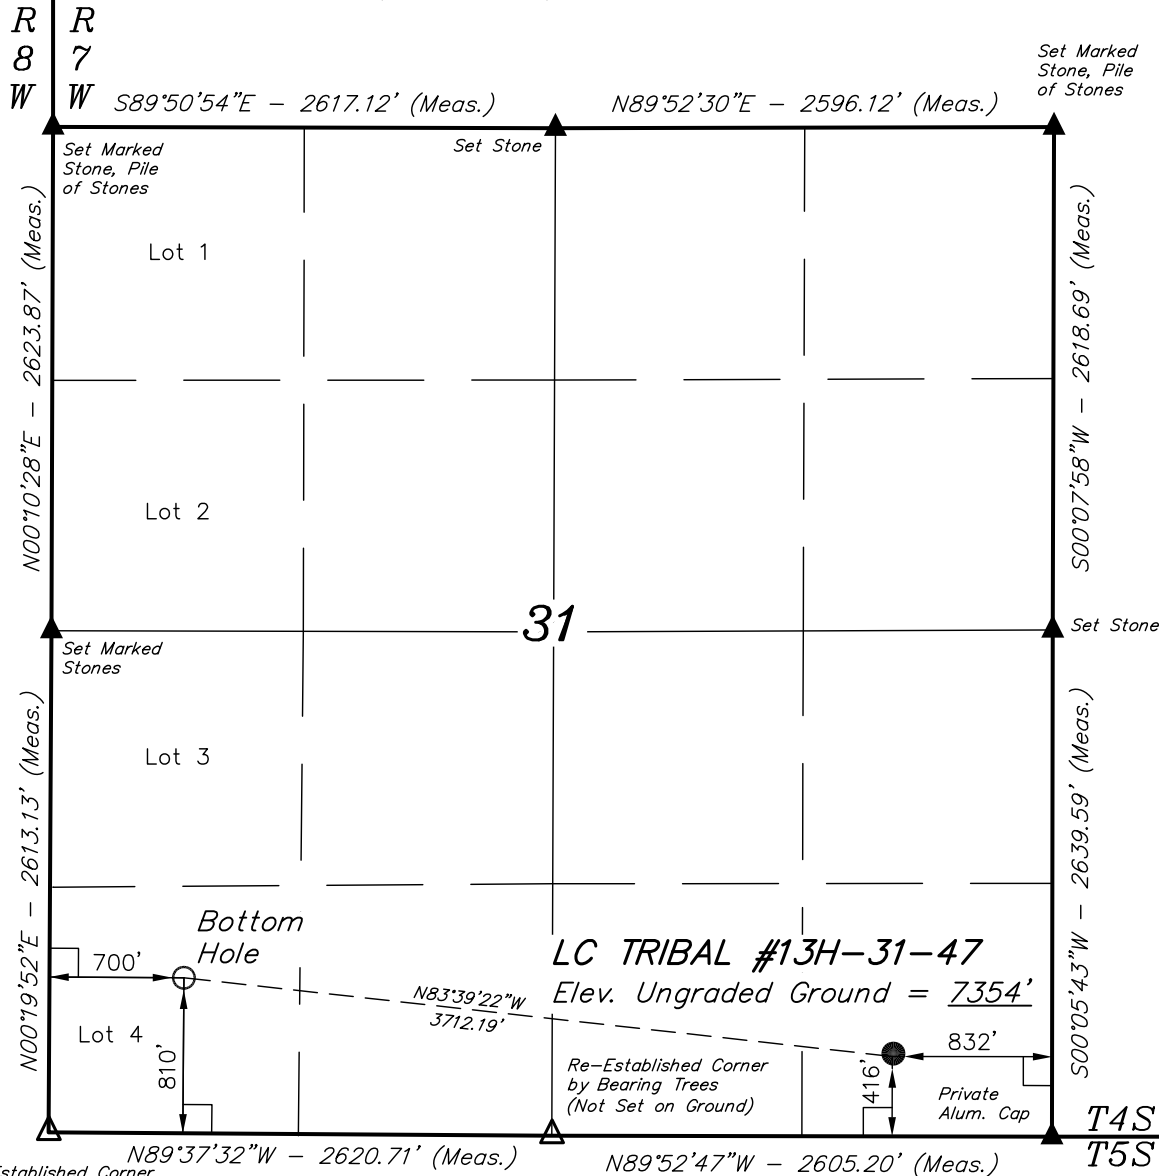 R R
8 7
W W
S89°50'54"E - 2617.12' (Meas.)
N89°52'30"E - 2596.12' (Meas.)
Set Marked
Stone, Pile
of Stones
Set Marked
Stone, Pile
of Stones
Set Stone
N00°10'28"E - 2623.87' (Meas.)
S00°07'58"W - 2618.69' (Meas.)
Lot 1
Lot 2
31
Set Stone
Set Marked
Stones
N00°19'52"E - 2613.13' (Meas.)
S00°05'43"W - 2639.59' (Meas.)
Lot 3
Bottom
Hole
700'
LC TRIBAL #13H-31-47
Elev. Ungraded Ground = 7354'
N83°39'22"W
3712.19'
Lot 4
810'
832'
416'
Re-Established Corner
by Bearing Trees
(Not Set on Ground)
Private
Alum. Cap
T4S
T5S
N89°37'32"W - 2620.71' (Meas.)
N89°52'47"W - 2605.20' (Meas.)
Corner